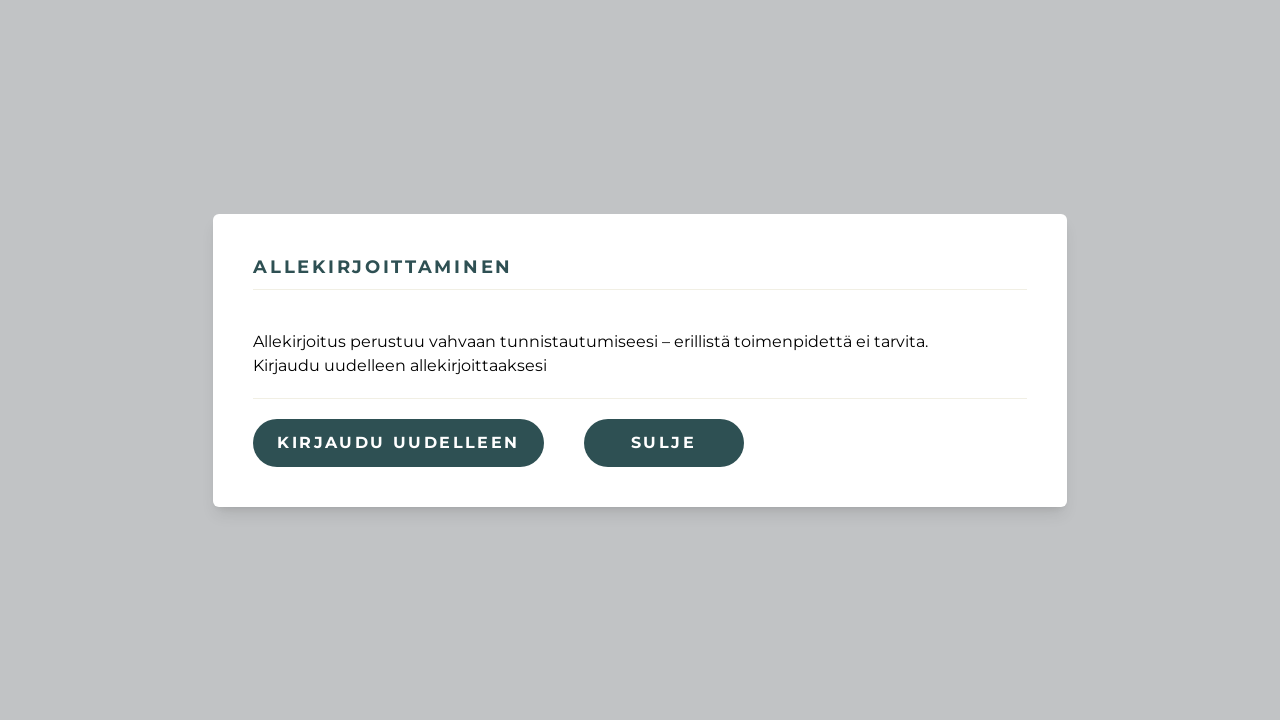 ALLEKIRJOITTAMINEN
Allekirjoitus perustuu vahvaan tunnistautumiseesi – erillistä toimenpidettä ei tarvita.
Kirjaudu uudelleen allekirjoittaaksesi
KIRJAUDU UUDELLEEN SULJE